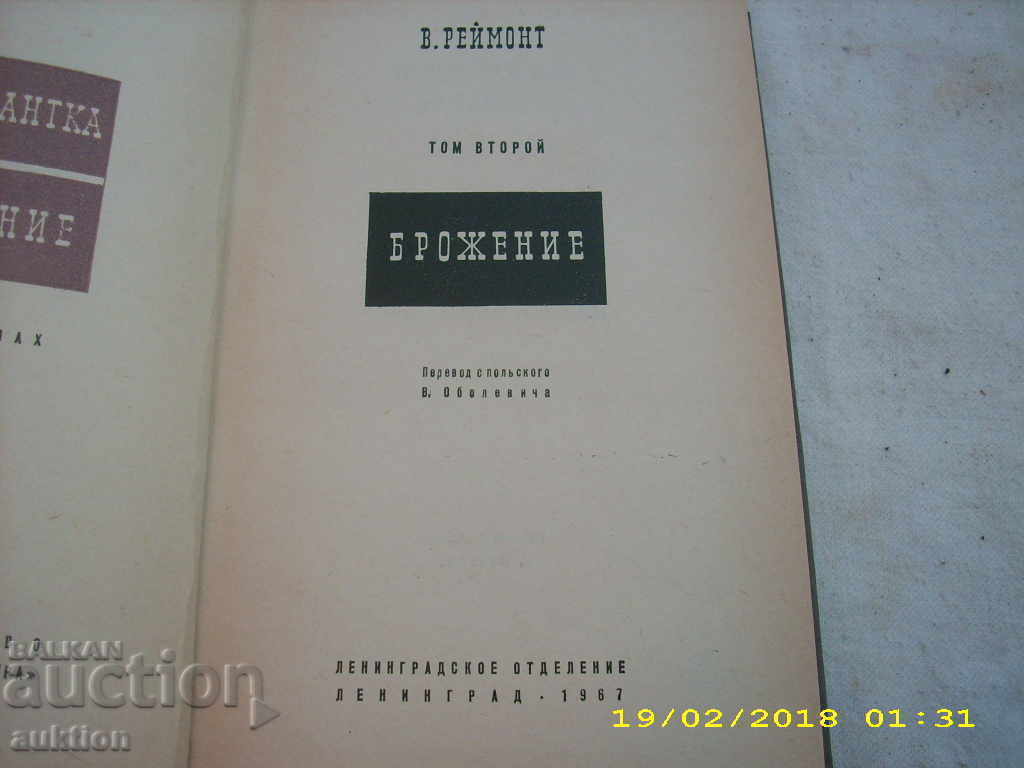 АНТКА
НИЕ
АХ
В. РЕЙМОНТ
ТОМ ВТОРОЙ
БРОЖЕНИЕ
Перевод с польского
В. Оболевича
ЛЕНИНГРАДСКОЕ ОТДЕЛЕНИЕ
ЛЕНИНГРАД · 1967
BALKAN
auction
auktion
19/02/2018 01:31